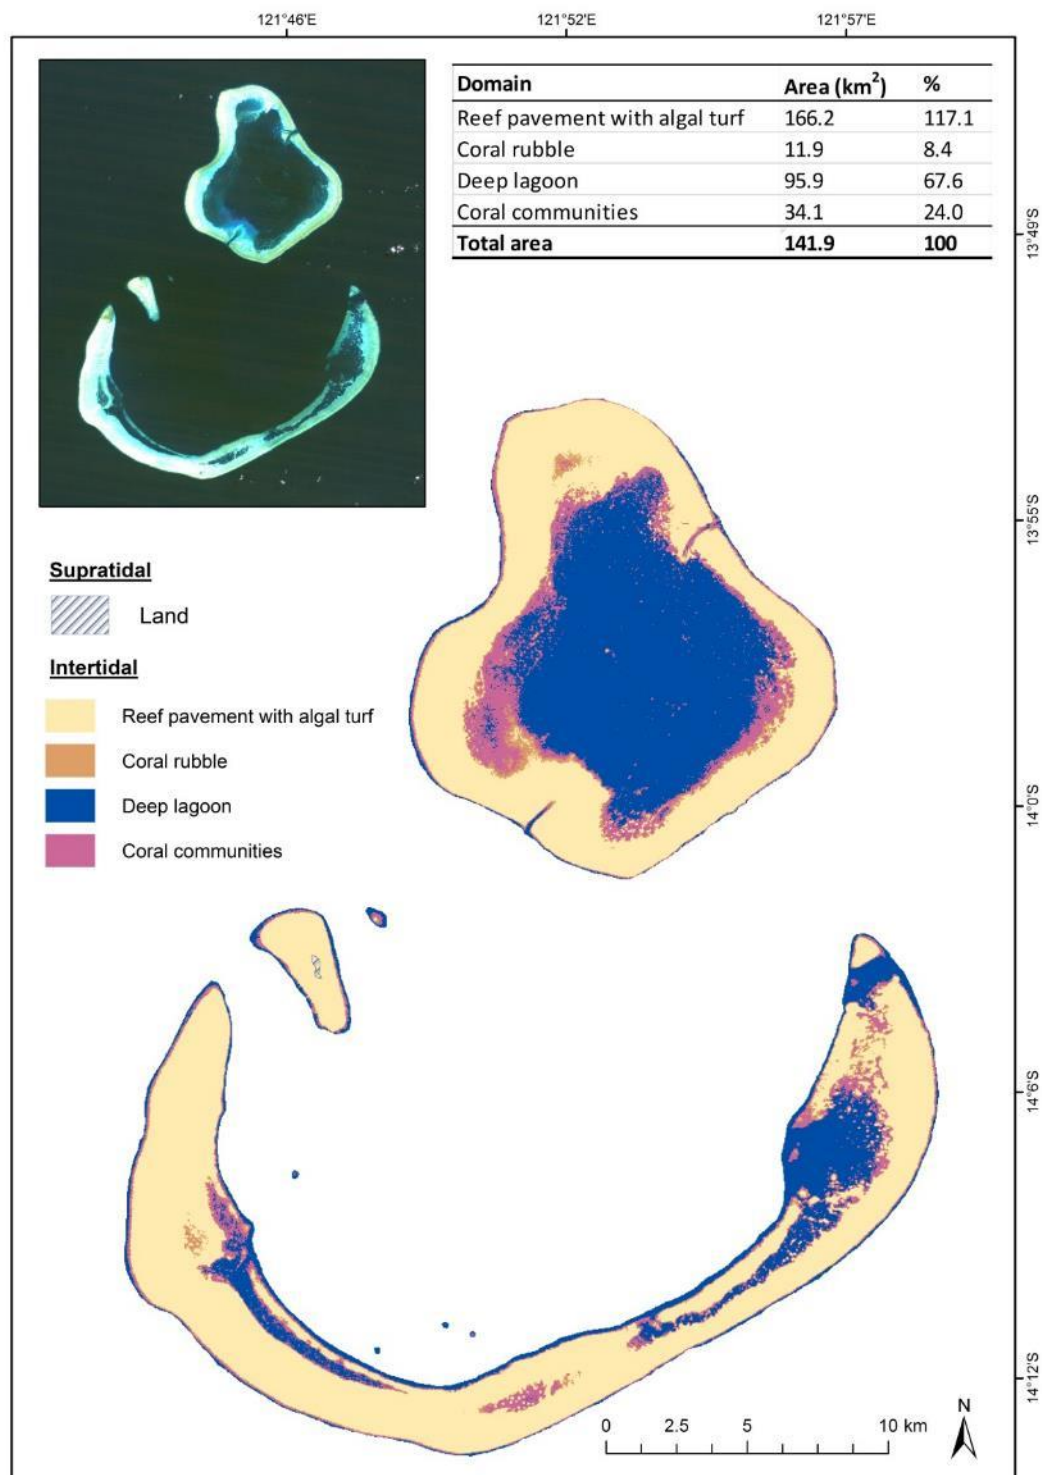 121°46'E 121°52'E 121°57'E
Domain Area (km²) %
Reef pavement with algal turf 166.2 117.1
Coral rubble 11.9 8.4
Deep lagoon 95.9 67.6
Coral communities 34.1 24.0
Total area 141.9 100
13°49'S
13°55'S
Supratidal
Land
Intertidal
Reef pavement with algal turf
Coral rubble
Deep lagoon
14°0'S
Coral communities
14°6'S
14°12'S
N
0 2.5 5 10 km